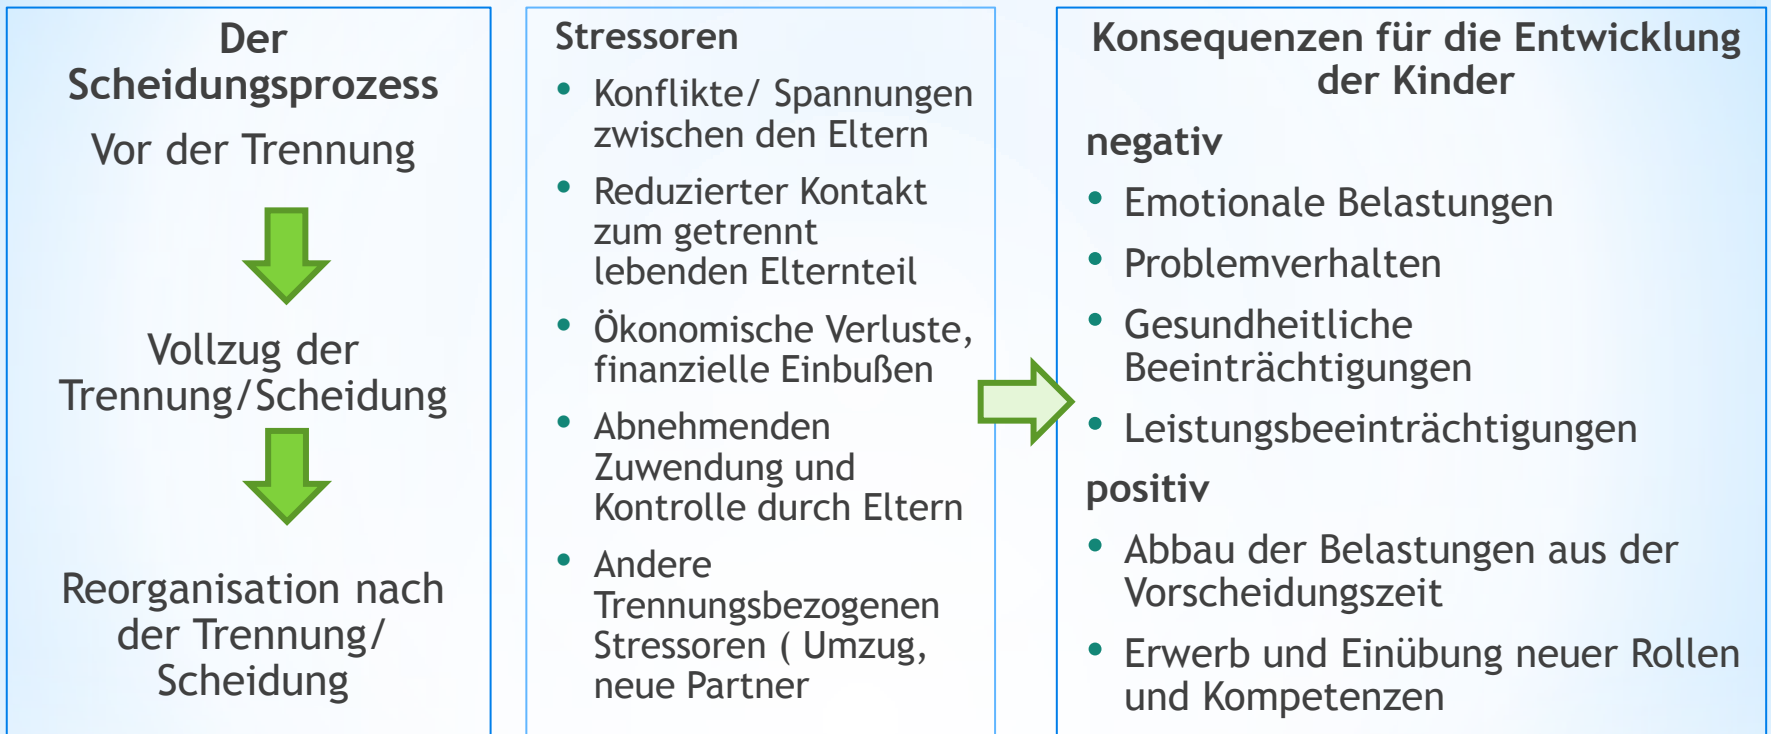 Der
Scheidungsprozess
Vor der Trennung
Vollzug der
Trennung/Scheidung
Reorganisation nach
der Trennung/
Scheidung
Stressoren
• Konflikte/ Spannungen
zwischen den Eltern
• Reduzierter Kontakt
zum getrennt
lebenden Elternteil
• Ökonomische Verluste,
finanzielle Einbußen
• Abnehmenden
Zuwendung und
Kontrolle durch Eltern
• Andere
Trennungsbezogenen
Stressoren ( Umzug,
neue Partner
Konsequenzen für die Entwicklung
der Kinder
negativ
• Emotionale Belastungen
• Problemverhalten
• Gesundheitliche
Beeinträchtigungen
• Leistungsbeeinträchtigungen
positiv
• Abbau der Belastungen aus der
Vorscheidungszeit
• Erwerb und Einübung neuer Rollen
und Kompetenzen